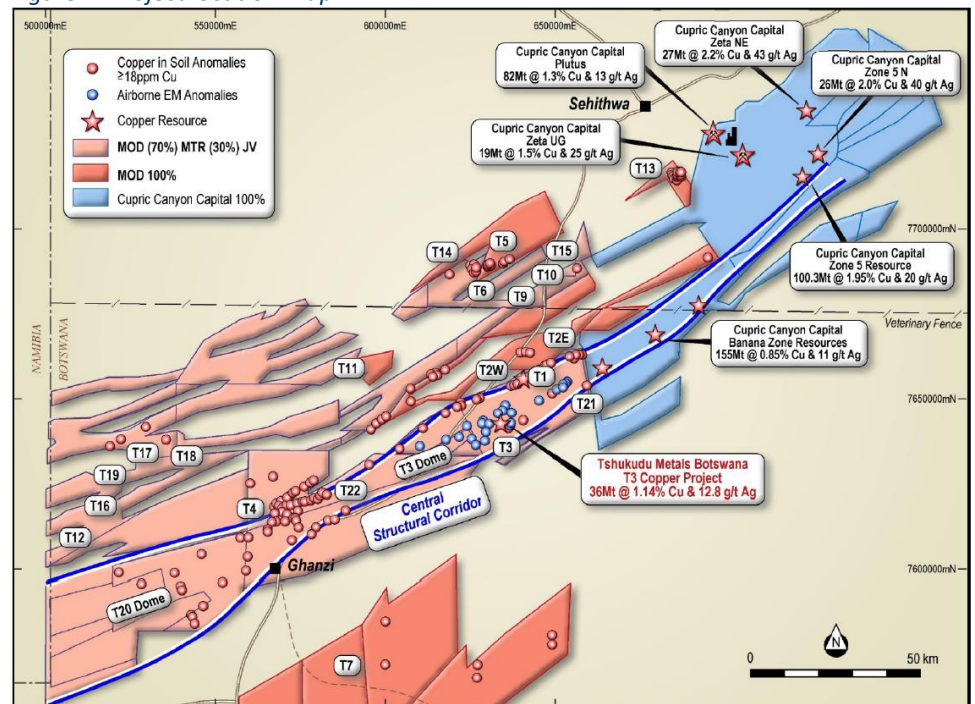 500000mE
550000mE
600000mE
650000mE
Copper in Soil Anomalies
≥18ppm Cu
Airborne EM Anomalies
Copper Resource
MOD (70%) MTR (30%) JV
MOD 100%
Cupric Canyon Capital 100%
Cupric Canyon Capital
Plutus
82Mt @ 1.3% Cu & 13 g/t Ag
Cupric Canyon Capital
Zeta NE
27Mt @ 2.2% Cu & 43 g/t Ag
Cupric Canyon Capital
Zone 5 N
26Mt @ 2.0% Cu & 40 g/t Ag
Sehithwa
Cupric Canyon Capital
Zeta UG
19Mt @ 1.5% Cu & 25 g/t Ag
T13
7700000mN
T14
T5
T15
T6
T10
T9
Cupric Canyon Capital
Zone 5 Resource
100.3Mt @ 1.95% Cu & 20 g/t Ag
NAMIBIA
BOTSWANA
Veterinary Fence
Cupric Canyon Capital
Banana Zone Resources
155Mt @ 0.85% Cu & 11 g/t Ag
T2E
T11
T2W
T1
T21
7650000mN
T17
T18
T3 Dome
T3
T19
Tshukudu Metals Botswana
T3 Copper Project
36Mt @ 1.14% Cu & 12.8 g/t Ag
T16
T4
T22
Central
Structural Corridor
T12
Ghanzi
7600000mN
T20 Dome
T7
N
0
50 km